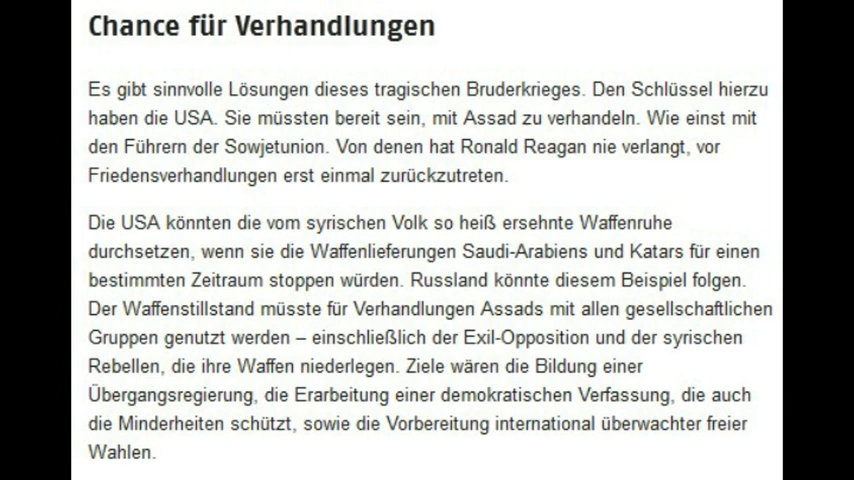 Chance für Verhandlungen
Es gibt sinnvolle Lösungen dieses tragischen Bruderkrieges. Den Schlüssel hierzu
haben die USA. Sie müssten bereit sein, mit Assad zu verhandeln. Wie einst mit
den Führern der Sowjetunion. Von denen hat Ronald Reagan nie verlangt, vor
Friedensverhandlungen erst einmal zurückzutreten.
Die USA könnten die vom syrischen Volk so heiß ersehnte Waffenruhe
durchsetzen, wenn sie die Waffenlieferungen Saudi-Arabiens und Katars für einen
bestimmten Zeitraum stoppen würden. Russland könnte diesem Beispiel folgen.
Der Waffenstillstand müsste für Verhandlungen Assads mit allen gesellschaftlichen
Gruppen genutzt werden – einschließlich der Exil-Opposition und der syrischen
Rebellen, die ihre Waffen niederlegen. Ziele wären die Bildung einer
Übergangsregierung, die Erarbeitung einer demokratischen Verfassung, die auch
die Minderheiten schützt, sowie die Vorbereitung international überwachter freier
Wahlen.